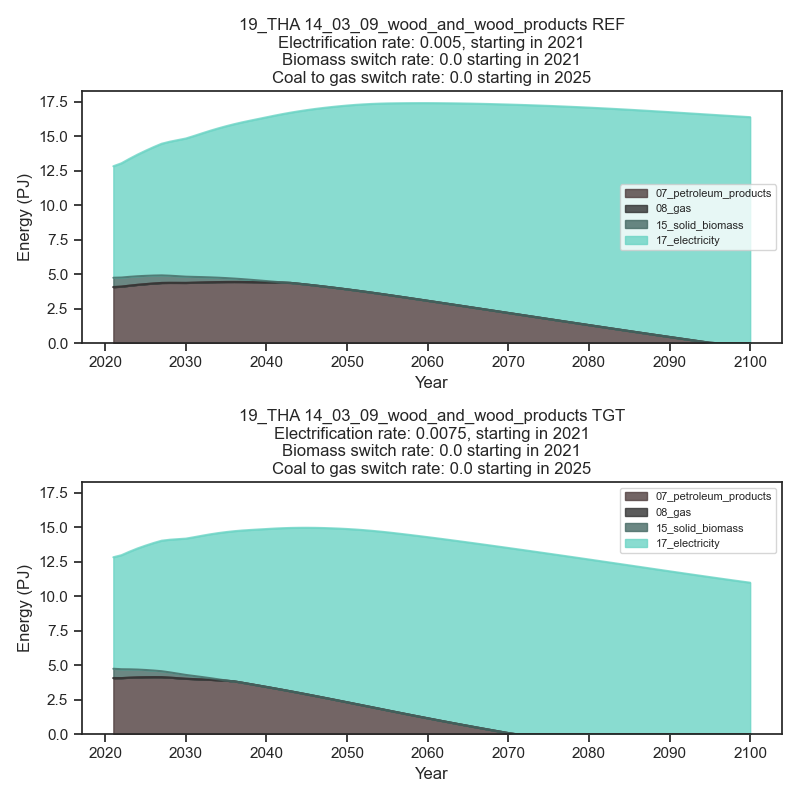 19_THA 14_03_09_wood_and_wood_products REF
Electrification rate: 0.005, starting in 2021
Biomass switch rate: 0.0 starting in 2021
Coal to gas switch rate: 0.0 starting in 2025
17.5
15.0
12.5
10.0
7.5
5.0
2.5
0.0
Energy (PJ)
07_petroleum_products
08_gas
15_solid_biomass
17_electricity
2020 2030 2040 2050 2060 2070 2080 2090 2100
Year
19_THA 14_03_09_wood_and_wood_products TGT
Electrification rate: 0.0075, starting in 2021
Biomass switch rate: 0.0 starting in 2021
Coal to gas switch rate: 0.0 starting in 2025
17.5
15.0
12.5
10.0
7.5
5.0
2.5
0.0
Energy (PJ)
07_petroleum_products
08_gas
15_solid_biomass
17_electricity
2020 2030 2040 2050 2060 2070 2080 2090 2100
Year